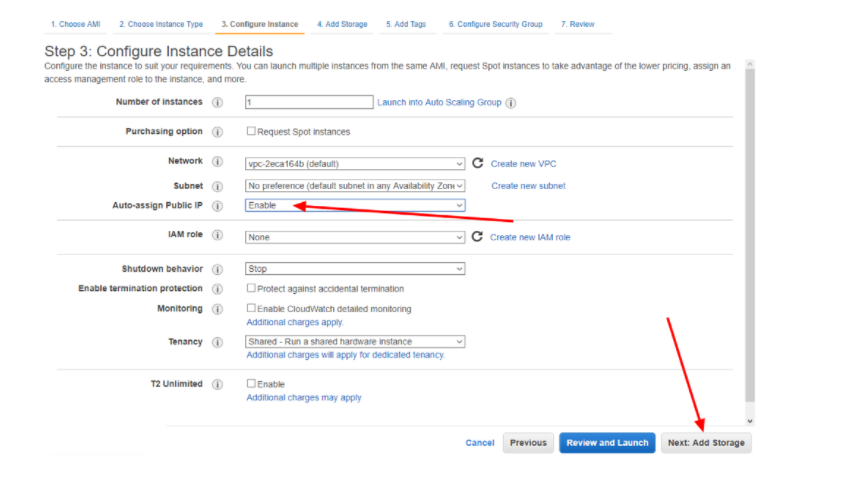 1. Choose AMI 2. Choose Instance Type 3. Configure Instance 4. Add Storage 5. Add Tags 6. Configure Security Group 7. Review
Step 3: Configure Instance Details
Configure the instance to suit your requirements. You can launch multiple instances from the same AMI, request Spot instances to take advantage of the lower pricing, assign an
access management role to the instance, and more.
Number of instances 1 Launch into Auto Scaling Group
Purchasing option Request Spot instances
Network vpc-2eca164b (default) Create new VPC
Subnet No preference (default subnet in any Availability Zone Create new subnet
Auto-assign Public IP Enable
IAM role None Create new IAM role
Shutdown behavior Stop
Enable termination protection Protect against accidental termination
Monitoring Enable CloudWatch detailed monitoring
Additional charges apply.
Tenancy Shared - Run a shared hardware instance
Additional charges will apply for dedicated tenancy.
T2 Unlimited Enable
Additional charges may apply
Cancel Previous Review and Launch Next: Add Storage